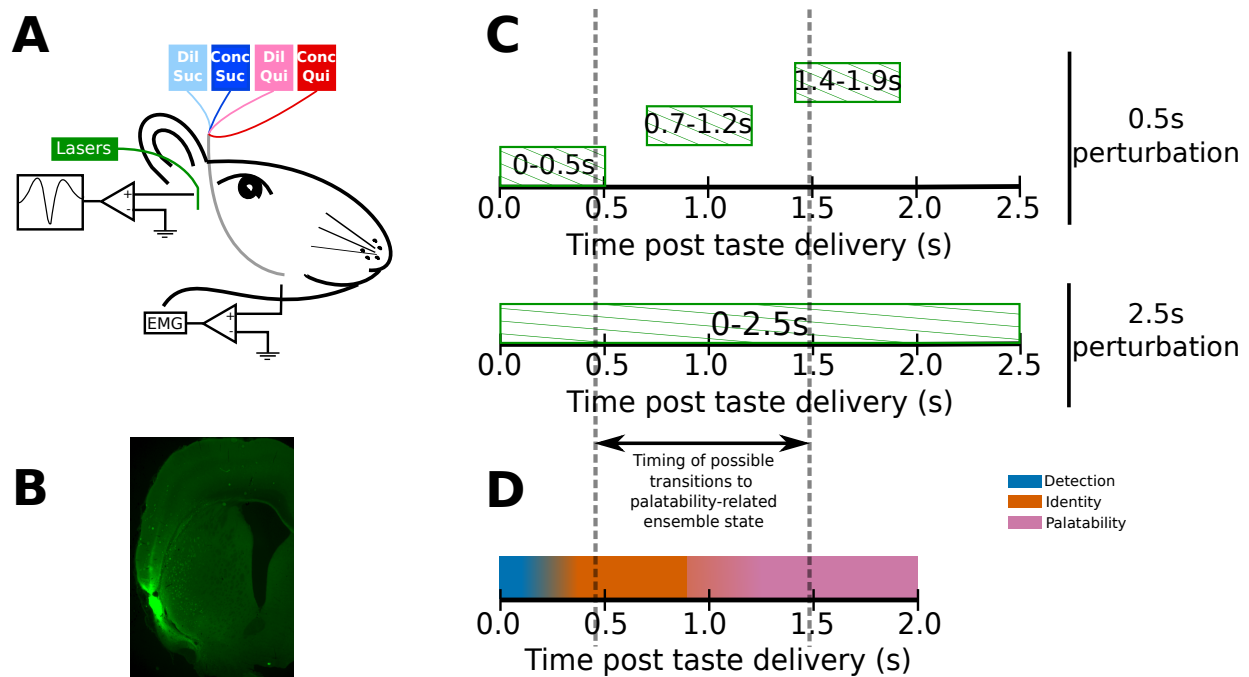 A
Dil
Suc
Conc
Suc
Dil
Qui
Conc
Qui
Lasers
+
-
EMG
+
-
B
C
1.4-1.9s
0.7-1.2s
0-0.5s
0.0 0.5 1.0 1.5 2.0 2.5
Time post taste delivery (s)
0.5s
perturbation
0-2.5s
0.0 0.5 1.0 1.5 2.0 2.5
Time post taste delivery (s)
2.5s
perturbation
Timing of possible
transitions to
palatability-related
ensemble state
D
Detection
Identity
Palatability
0.0 0.5 1.0 1.5 2.0
Time post taste delivery (s)